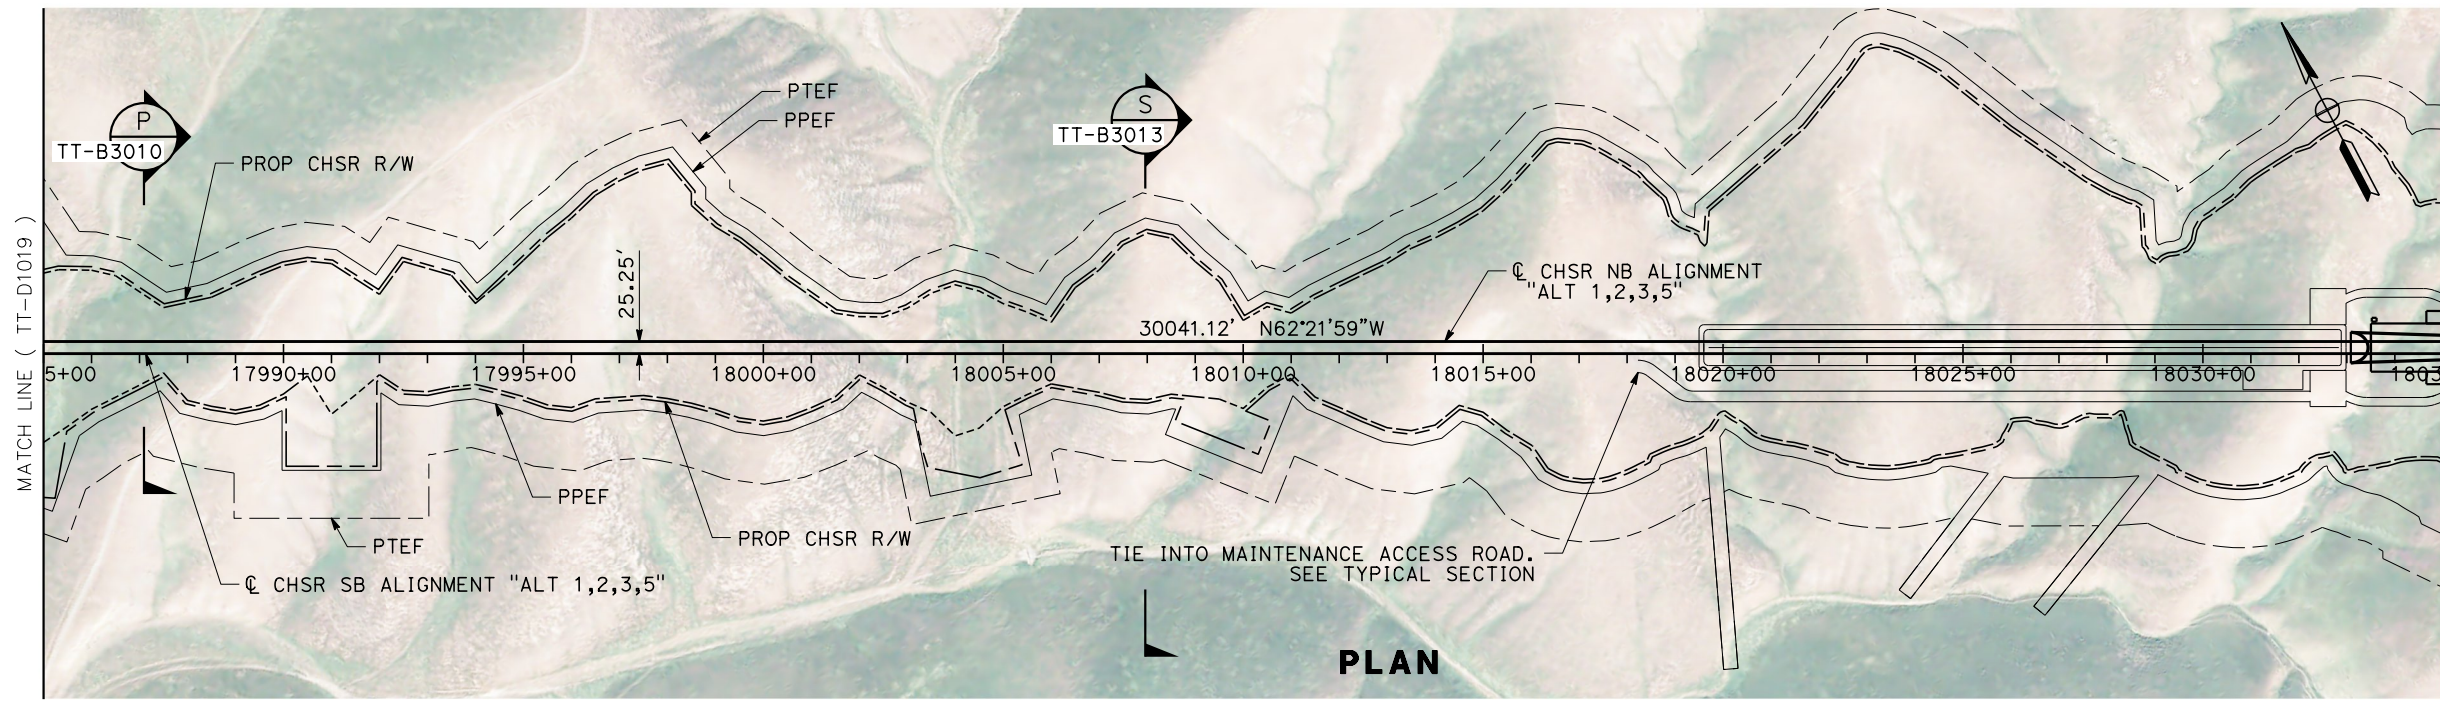 MATCH LINE ( TT-D1019 )
P
TT-B3010
PROP CHSR R/W
PTEF
PPEF
S
TT-B3013
25.25'
℄ CHSR NB ALIGNMENT
"ALT 1,2,3,5"
30041.12' N62°21'59"W
5+00
17990+00
17995+00
18000+00
18005+00
18010+00
18015+00
18020+00
18025+00
18030+00
1803
PPEF
PTEF
PROP CHSR R/W
℄ CHSR SB ALIGNMENT "ALT 1,2,3,5"
TIE INTO MAINTENANCE ACCESS ROAD.
SEE TYPICAL SECTION
PLAN